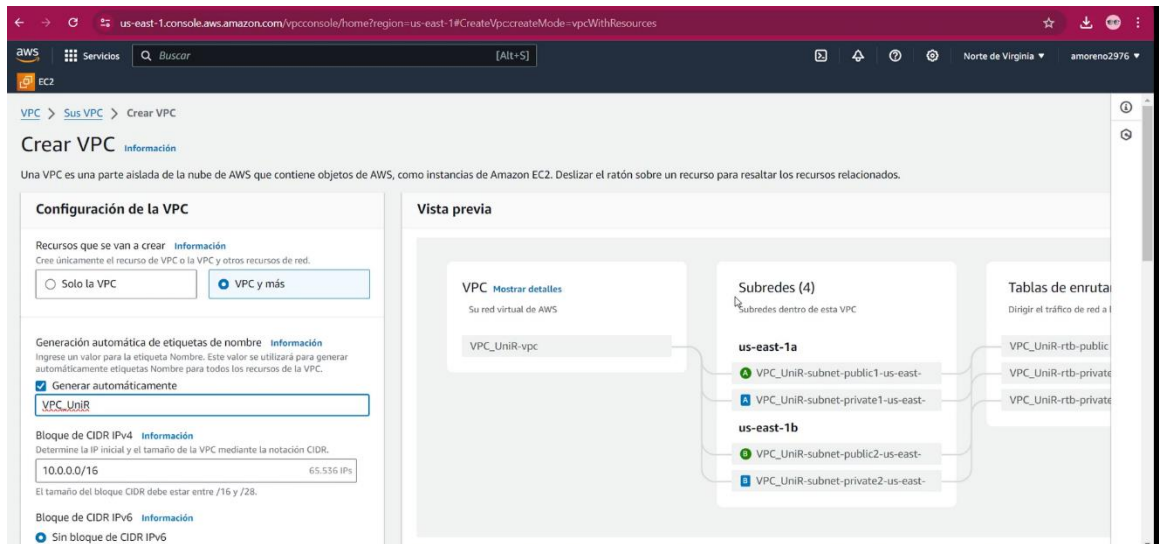 us-east-1.console.aws.amazon.com/vpcconsole/home?region=us-east-1#CreateVpc:createMode=vpcWithResources
aws
Servicios
Buscar
[Alt+S]
Norte de Virginia
amoreno2976
EC2
VPC > Sus VPC > Crear VPC
Crear VPC Información
Una VPC es una parte aislada de la nube de AWS que contiene objetos de AWS, como instancias de Amazon EC2. Deslizar el ratón sobre un recurso para resaltar los recursos relacionados.
Configuración de la VPC
Recursos que se van a crear Información
Cree únicamente el recurso de VPC o la VPC y otros recursos de red.
Solo la VPC
VPC y más
Generación automática de etiquetas de nombre Información
Ingrese un valor para la etiqueta Nombre. Este valor se utilizará para generar
automáticamente etiquetas Nombre para todos los recursos de la VPC.
Generar automáticamente
VPC_UniR
Bloque de CIDR IPv4 Información
Determine la IP inicial y el tamaño de la VPC mediante la notación CIDR.
10.0.0.0/16 65.536 IPs
El tamaño del bloque CIDR debe estar entre /16 y /28.
Bloque de CIDR IPv6 Información
Sin bloque de CIDR IPv6
Vista previa
VPC Mostrar detalles
Su red virtual de AWS
VPC_UniR-vpc
Subredes (4)
Subredes dentro de esta VPC
us-east-1a
A VPC_UniR-subnet-public1-us-east-
A VPC_UniR-subnet-private1-us-east-
us-east-1b
B VPC_UniR-subnet-public2-us-east-
B VPC_UniR-subnet-private2-us-east-
Tablas de enruta
Dirigir el tráfico de red a l
VPC_UniR-rtb-public
VPC_UniR-rtb-private
VPC_UniR-rtb-private